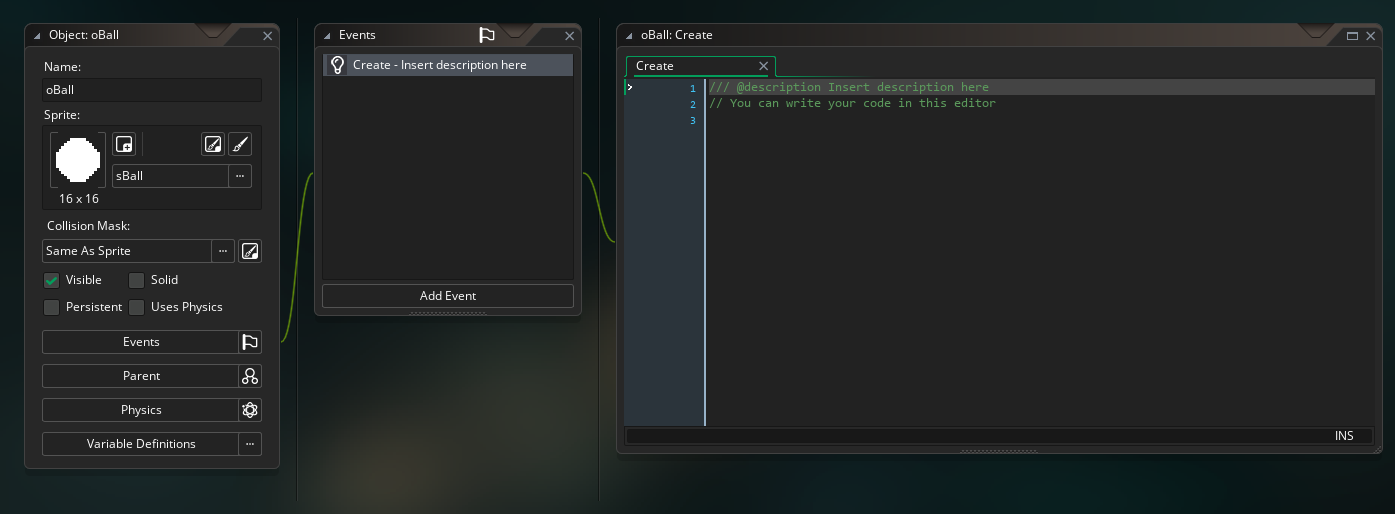 Object: oBall
Name:
oBall
Sprite:
sBall
...
16 x 16
Collision Mask:
Same As Sprite
...
Visible
Solid
Persistent
Uses Physics
Events
Parent
Physics
Variable Definitions
...
Events
Create - Insert description here
Add Event
oBall: Create
Create
1 /// @description Insert description here
2 // You can write your code in this editor
3
INS